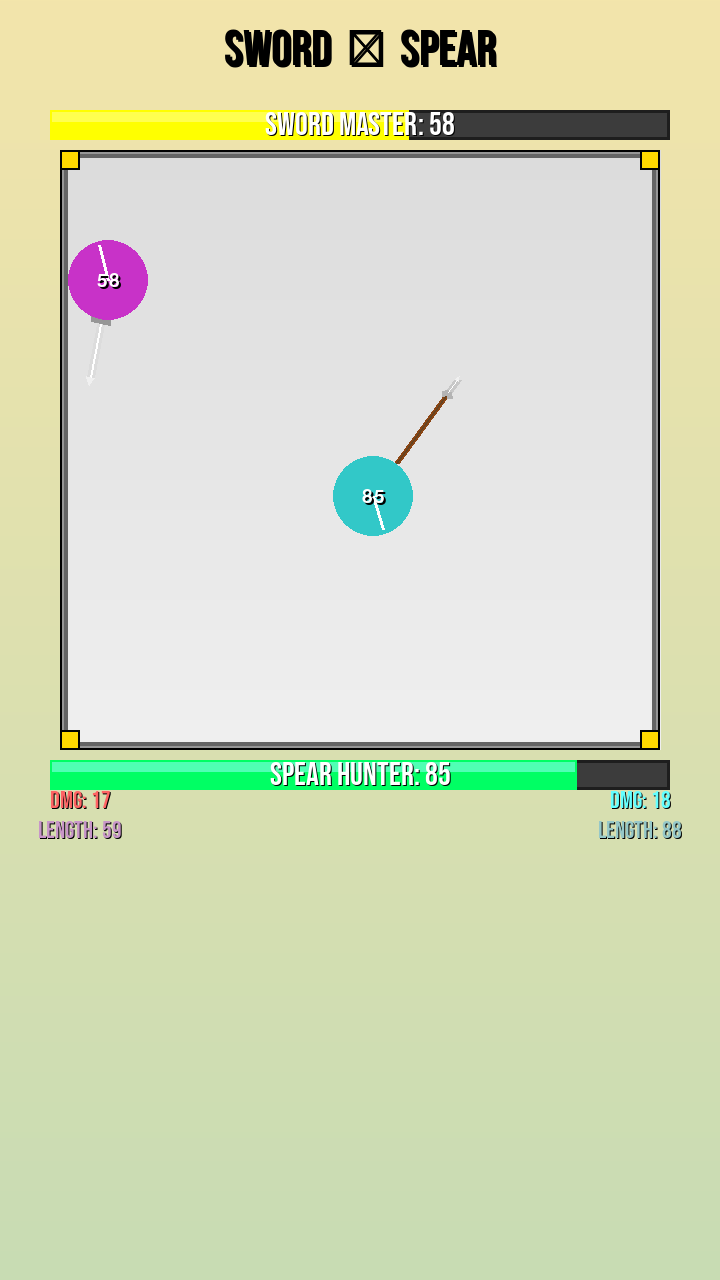 SWORD SPEAR
SWORD MASTER: 58
58
85
SPEAR HUNTER: 85
DMG: 17 DMG: 18
LENGTH: 59 LENGTH: 88